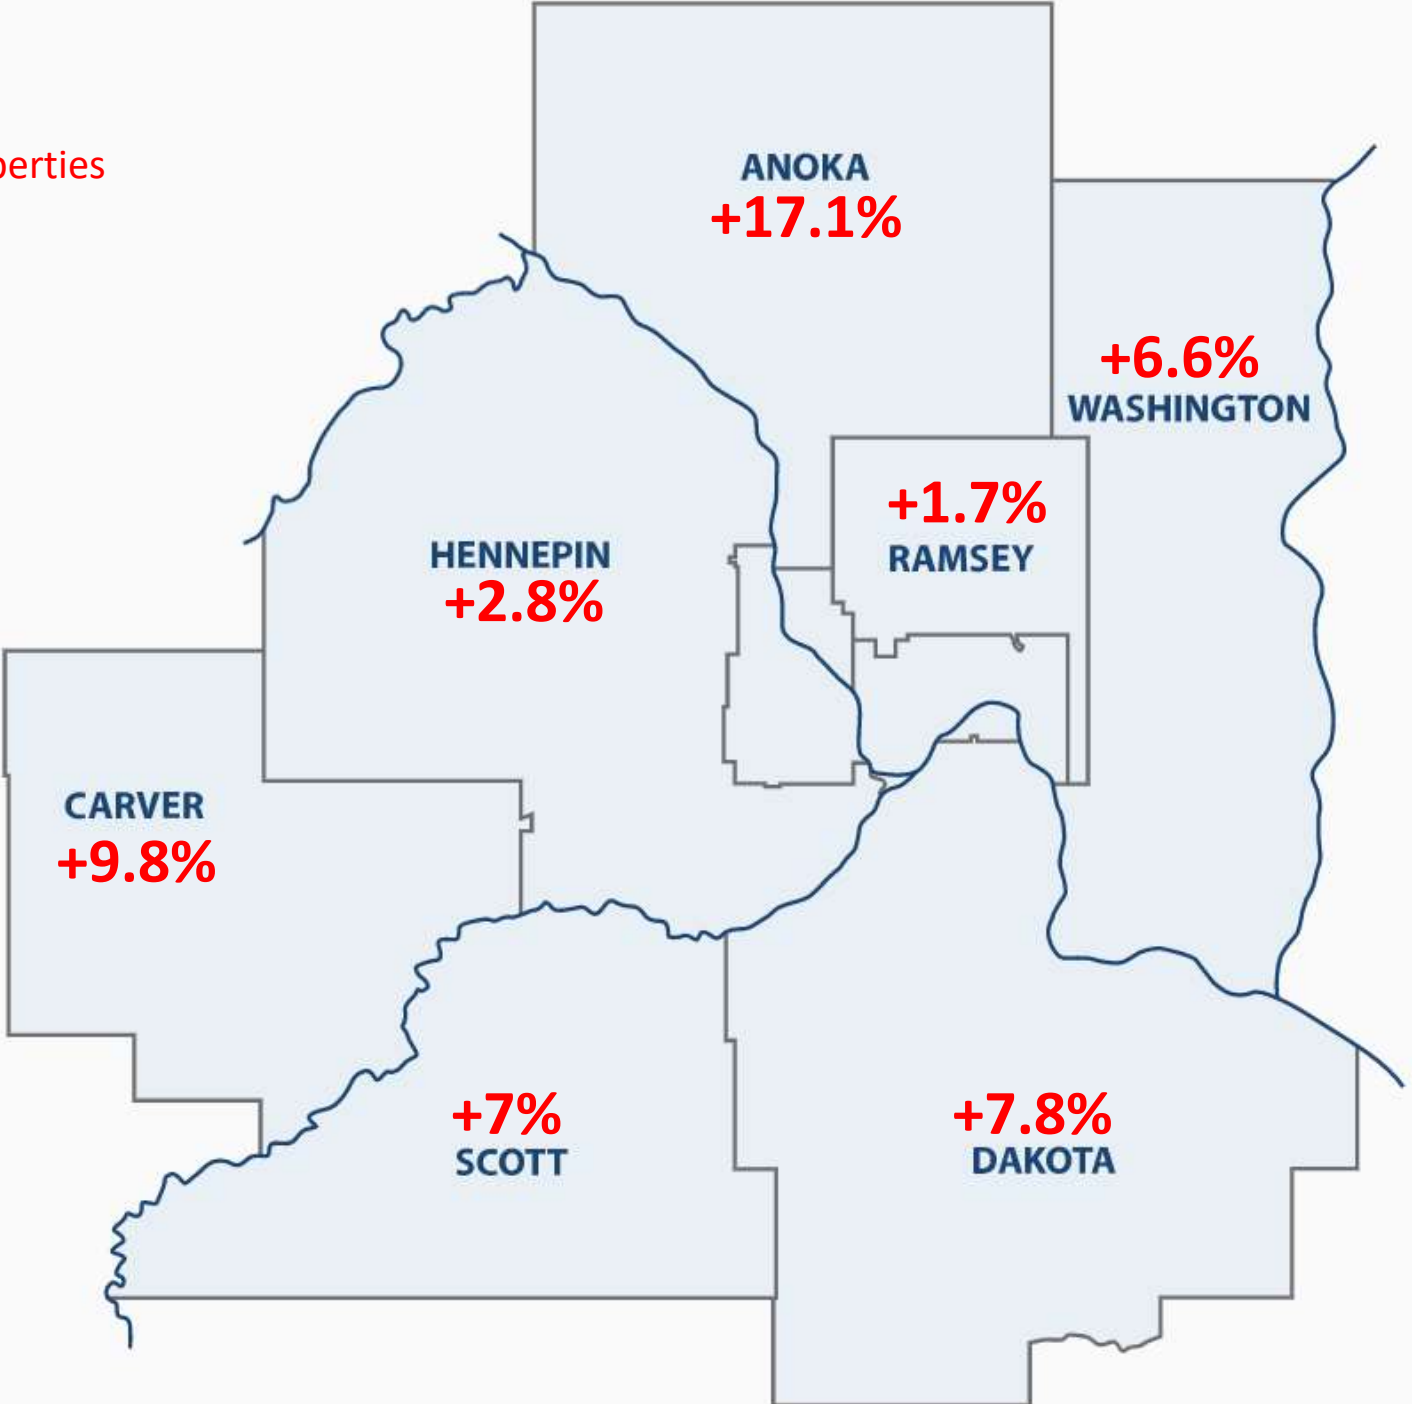 perties
ANOKA
+17.1%
+6.6%
WASHINGTON
+1.7%
RAMSEY
HENNEPIN
+2.8%
CARVER
+9.8%
+7%
SCOTT
+7.8%
DAKOTA